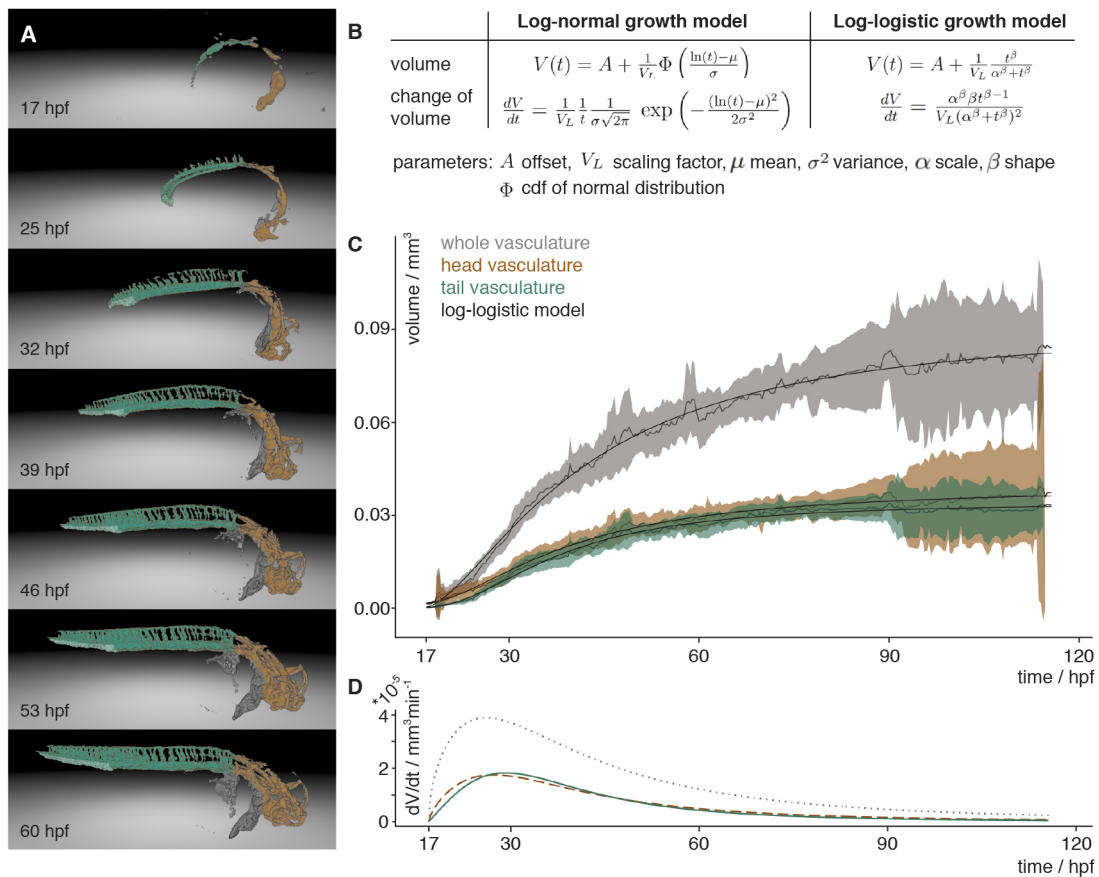 A
17 hpf
25 hpf
32 hpf
39 hpf
46 hpf
53 hpf
60 hpf
B
Log-normal growth model Log-logistic growth model
volume V(t) = A + 1/V_L Φ((ln(t)−μ)/σ) V(t) = A + 1/V_L t^β/(α^β+t^β)
change of
volume dV/dt = 1/V_L 1/t 1/(σ√2π) exp(−(ln(t)−μ)²/2σ²) dV/dt = α^β βt^(β−1)/(V_L(α^β+t^β)²)
parameters: A offset, V_L scaling factor, μ mean, σ² variance, α scale, β shape
Φ cdf of normal distribution
C
volume / mm³
whole vasculature
head vasculature
tail vasculature
log-logistic model
0.09
0.06
0.03
0.00
17 30 60 90 120
time / hpf
D
*10⁻⁵
dV/dt / mm³min⁻¹
4
2
0
17 30 60 90 120
time / hpf